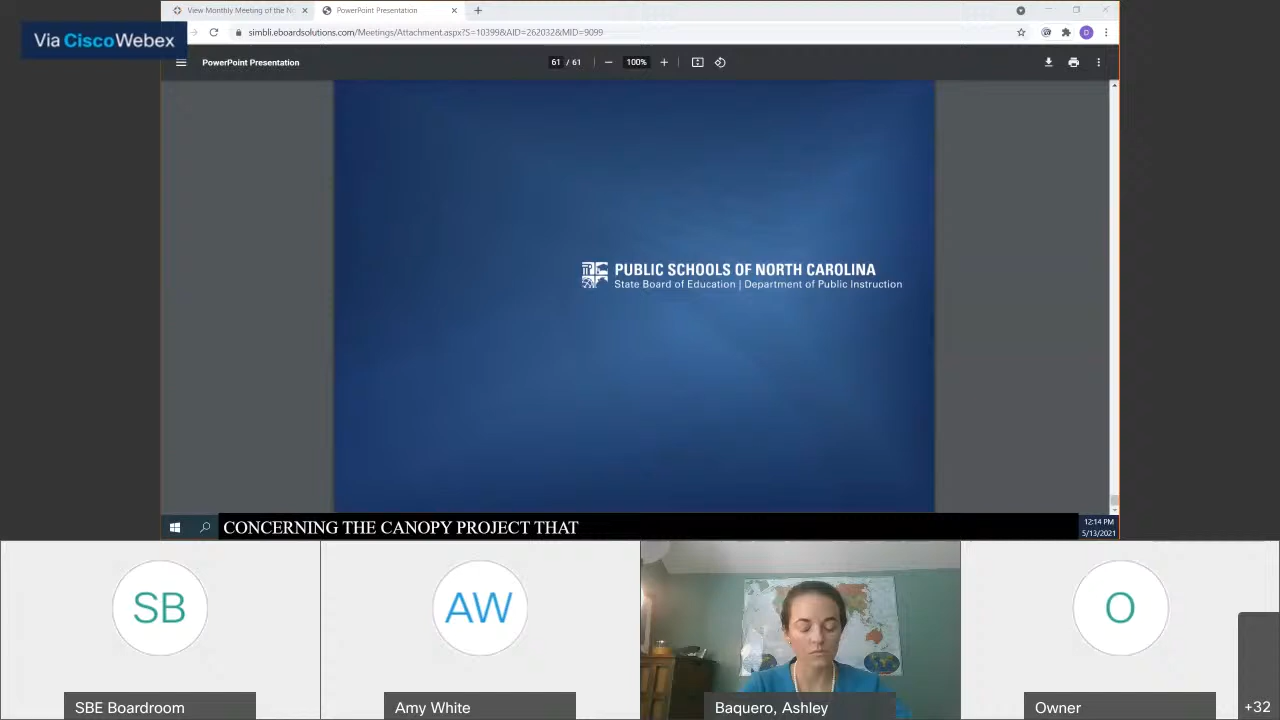 View Monthly Meeting of the N
PowerPoint Presentation
Via CiscoWebex
simbli.eboardsolutions.com/Meetings/Attachment.aspx?S=10399&AID=262032&MID=9099
D
PowerPoint Presentation
61 / 61
100%
PUBLIC SCHOOLS OF NORTH CAROLINA
State Board of Education | Department of Public Instruction
CONCERNING THE CANOPY PROJECT THAT
12:14 PM
5/13/2021
SB
AW
O
SBE Boardroom
Amy White
Baquero, Ashley
Owner
+32